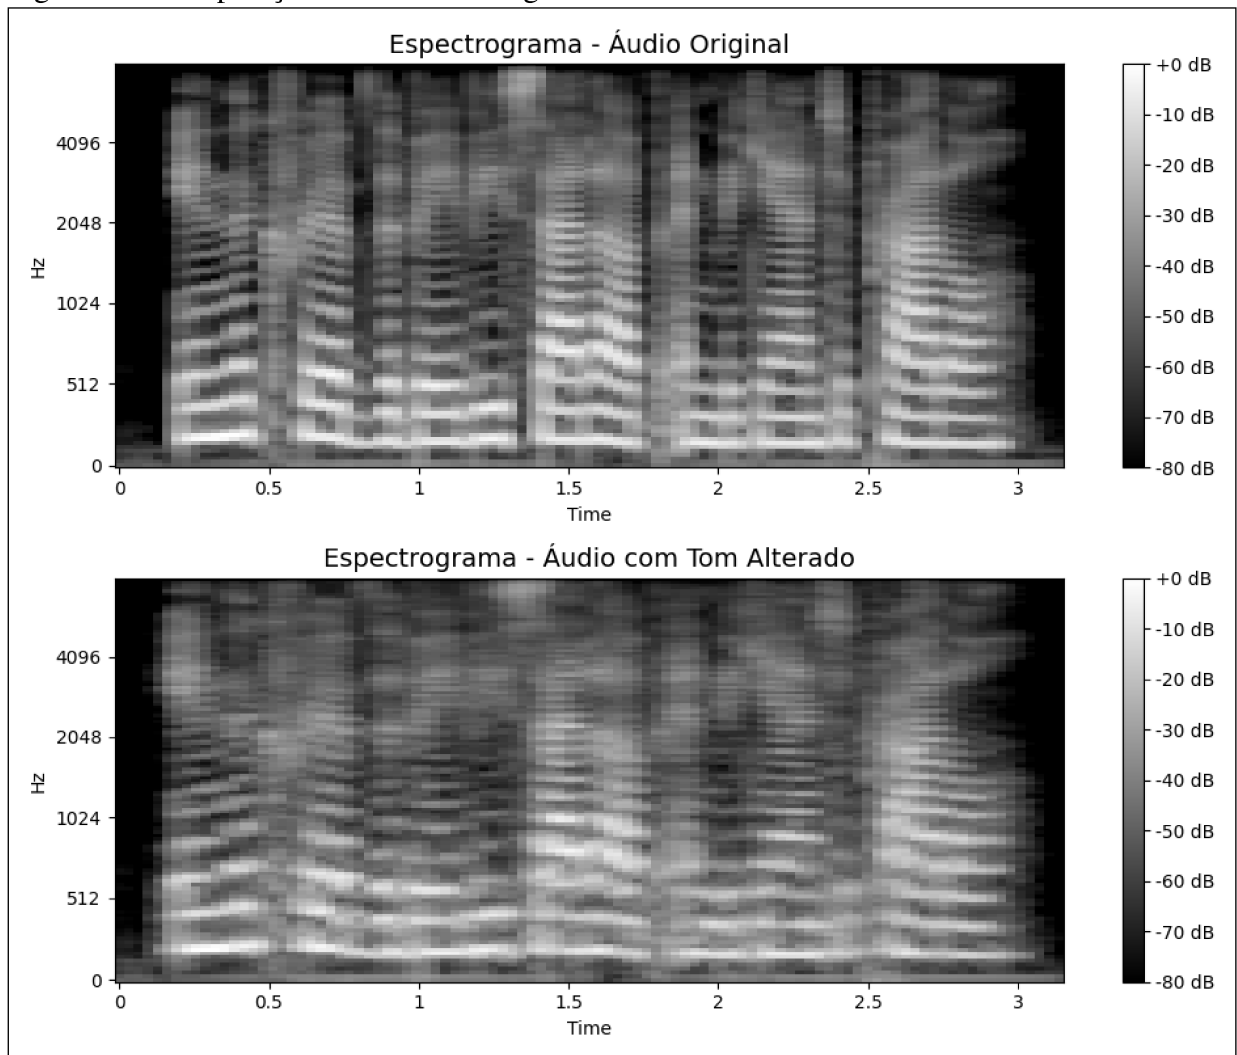 Espectrograma - Áudio Original
+0 dB
-10 dB
-20 dB
-30 dB
-40 dB
-50 dB
-60 dB
-70 dB
-80 dB
4096
2048
1024
512
0
Hz
0
0.5
1
1.5
2
2.5
3
Time
Espectrograma - Áudio com Tom Alterado
+0 dB
-10 dB
-20 dB
-30 dB
-40 dB
-50 dB
-60 dB
-70 dB
-80 dB
4096
2048
1024
512
0
Hz
0
0.5
1
1.5
2
2.5
3
Time